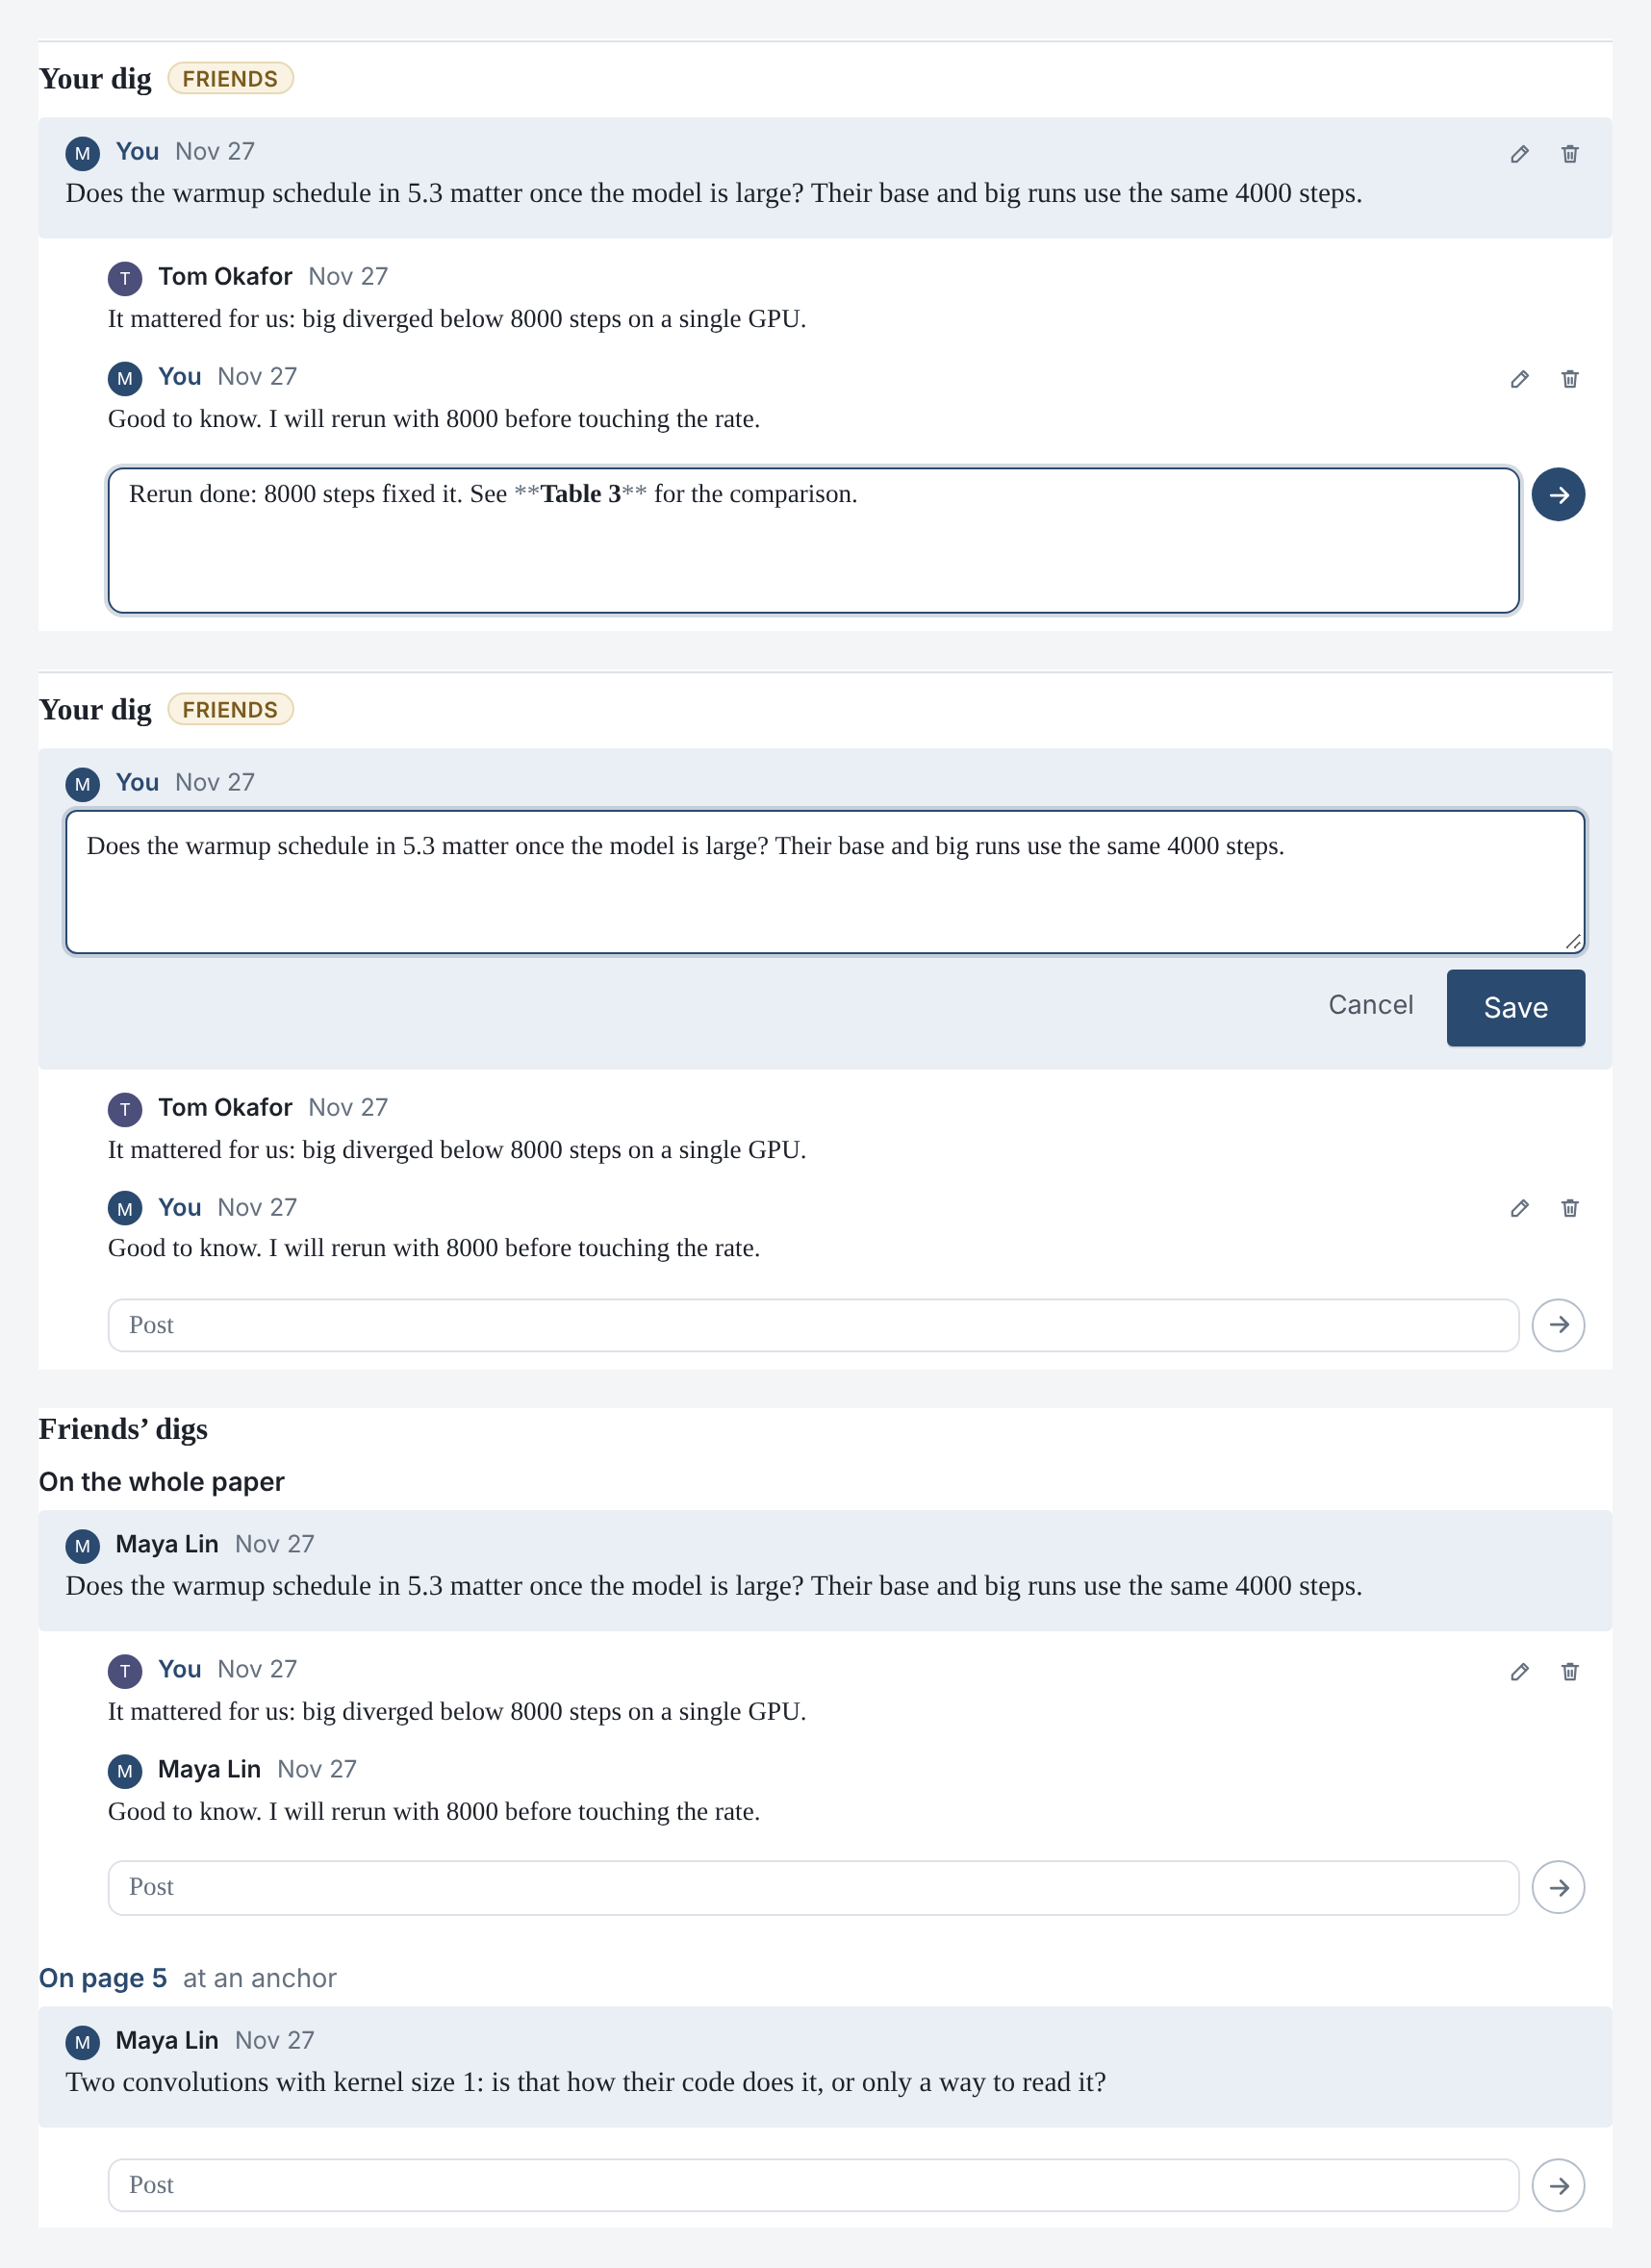 Your dig FRIENDS
M You Nov 27
Does the warmup schedule in 5.3 matter once the model is large? Their base and big runs use the same 4000 steps.
T Tom Okafor Nov 27
It mattered for us: big diverged below 8000 steps on a single GPU.
M You Nov 27
Good to know. I will rerun with 8000 before touching the rate.
Rerun done: 8000 steps fixed it. See **Table 3** for the comparison.
Your dig FRIENDS
M You Nov 27
Does the warmup schedule in 5.3 matter once the model is large? Their base and big runs use the same 4000 steps.
Cancel Save
T Tom Okafor Nov 27
It mattered for us: big diverged below 8000 steps on a single GPU.
M You Nov 27
Good to know. I will rerun with 8000 before touching the rate.
Post
Friends’ digs
On the whole paper
M Maya Lin Nov 27
Does the warmup schedule in 5.3 matter once the model is large? Their base and big runs use the same 4000 steps.
T You Nov 27
It mattered for us: big diverged below 8000 steps on a single GPU.
M Maya Lin Nov 27
Good to know. I will rerun with 8000 before touching the rate.
Post
On page 5 at an anchor
M Maya Lin Nov 27
Two convolutions with kernel size 1: is that how their code does it, or only a way to read it?
Post